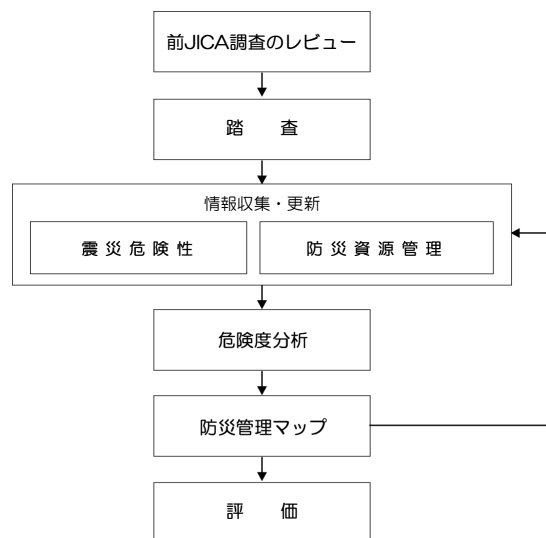 前JICA調査のレビュー
踏　査
情報収集・更新
震災危険性
防災資源管理
危険度分析
防災管理マップ
評　価